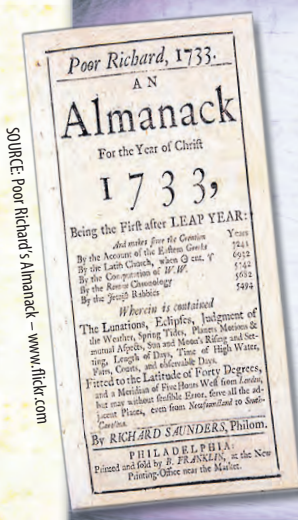 Poor Richard, 1733.
AN
Almanack
For the Year of Chriſt
1733,
Being the Firſt after LEAP YEAR:
And makes ſince the Creation Years
By the Account of the Eaſtern Greeks 7241
By the Latin Church, when ☉ ent. ♈ 6932
By the Computation of W.W. 5742
By the Roman Chronology 5682
By the Jewiſh Rabbies 5494
Wherein is contained
The Lunations, Eclipſes, Judgment of
the Weather, Spring Tides, Planets Motions &
mutual Aſpects, Sun and Moon's Riſing and Set-
ting, Length of Days, Time of High Water,
Fairs, Courts, and obſervable Days.
Fitted to the Latitude of Forty Degrees,
and a Meridian of Five Hours Weſt from London,
but may without ſenſible Error, ſerve all the ad-
jacent Places, even from Newfoundland to South-
Carolina.
By RICHARD SAUNDERS, Philom.
PHILADELPHIA:
Printed and ſold by B. FRANKLIN, at the New
Printing-Office near the Market.
SOURCE: Poor Richard's Almanack – www.flickr.com